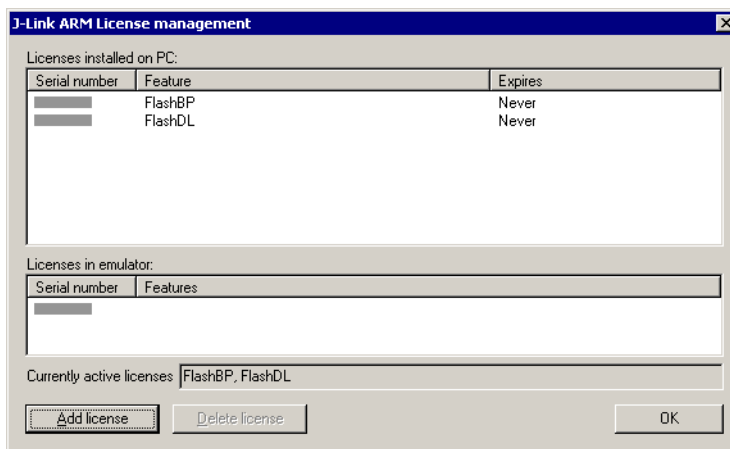 J-Link ARM License management
Licenses installed on PC:
Serial number Feature Expires
FlashBP Never
FlashDL Never
Licenses in emulator:
Serial number Features
Currently active licenses FlashBP, FlashDL
Add license Delete license OK